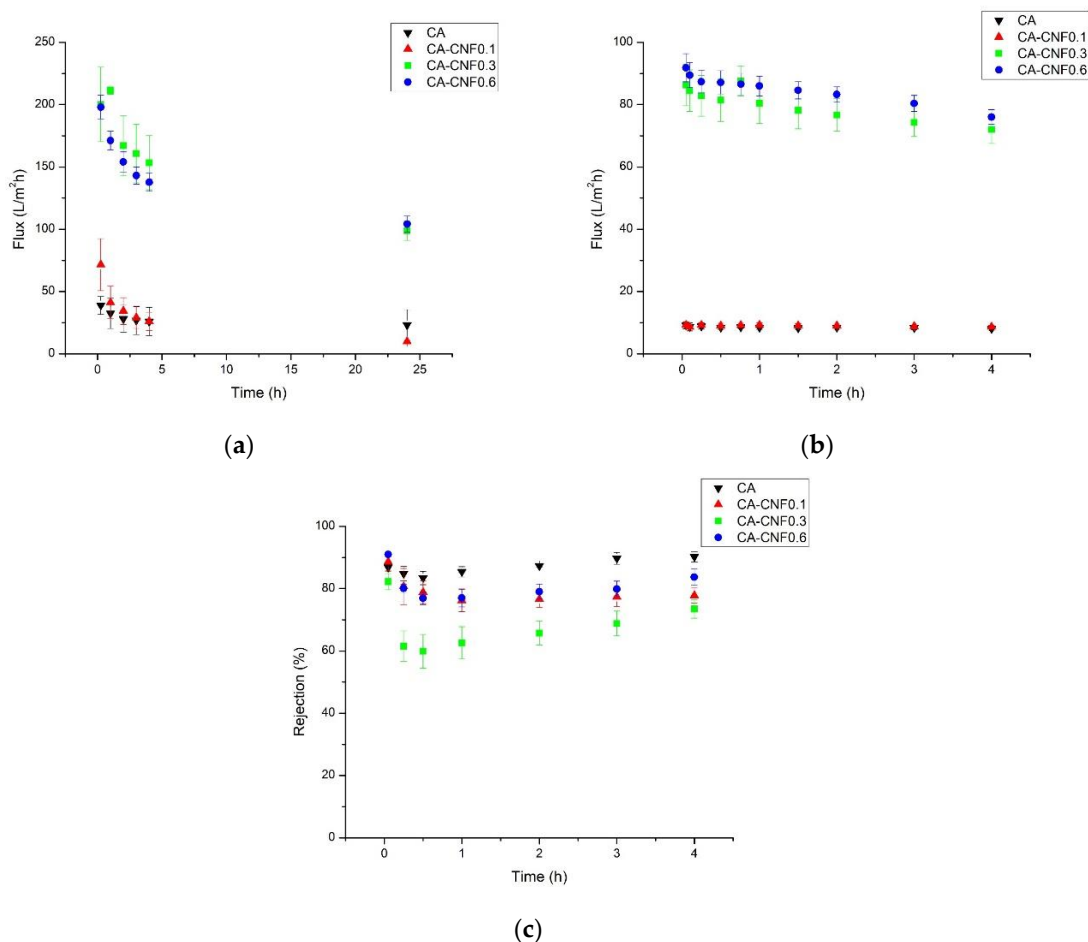 CA
CA-CNF0.1
CA-CNF0.3
CA-CNF0.6
250
200
150
100
50
0
Flux (L/m²h)
0 5 10 15 20 25
Time (h)
(a)
CA
CA-CNF0.1
CA-CNF0.3
CA-CNF0.6
100
80
60
40
20
0
Flux (L/m²h)
0 1 2 3 4
Time (h)
(b)
CA
CA-CNF0.1
CA-CNF0.3
CA-CNF0.6
100
80
60
40
20
0
Rejection (%)
0 1 2 3 4
Time (h)
(c)